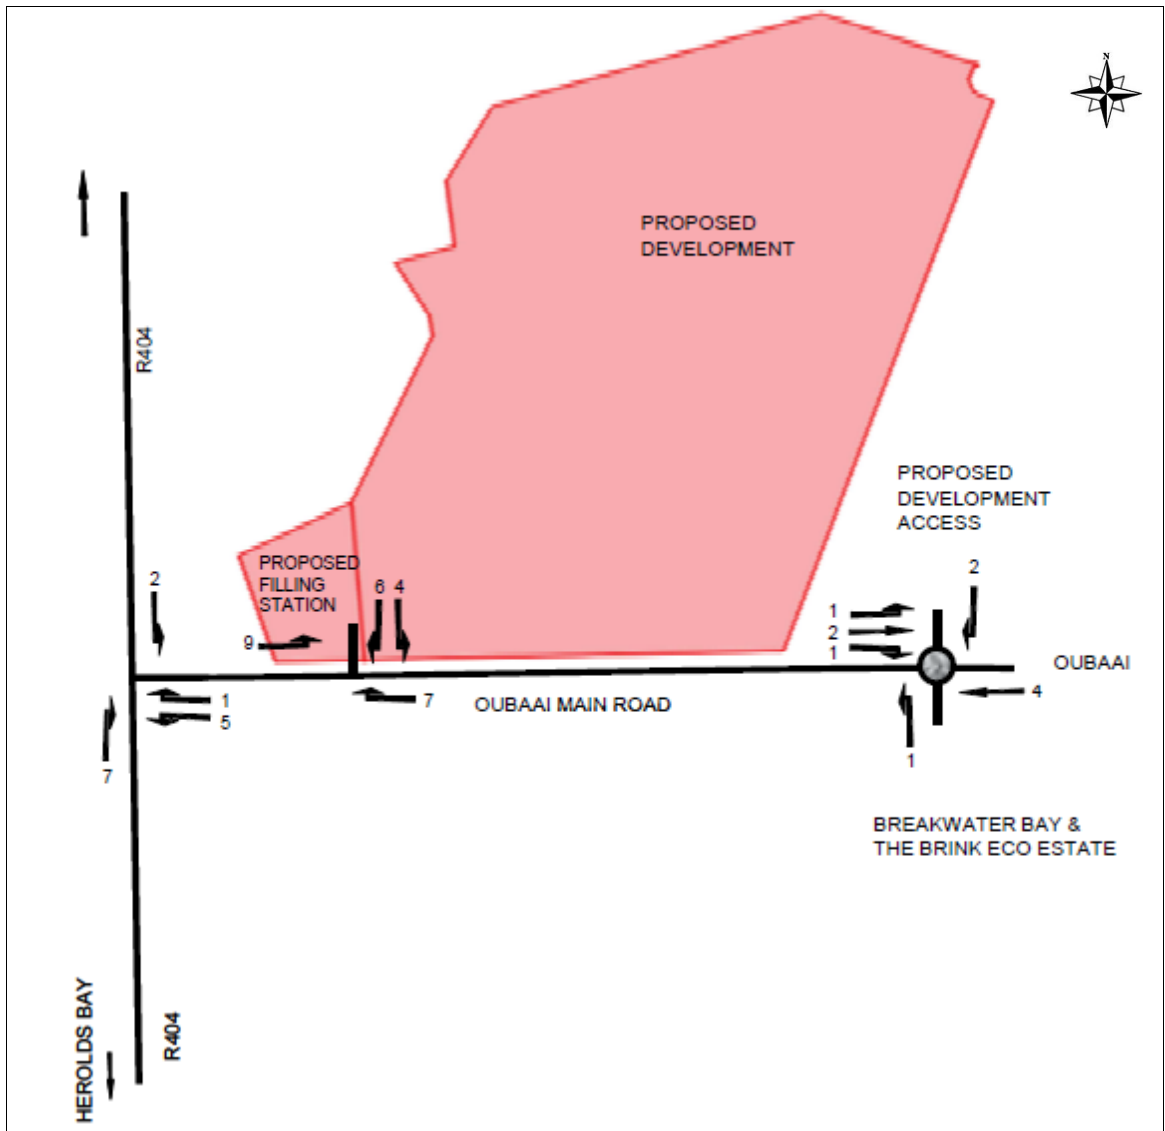 N
PROPOSED
DEVELOPMENT
R404
PROPOSED
DEVELOPMENT
ACCESS
PROPOSED
FILLING
STATION
2
6 4
2
9
1
2
1
OUBAAI
1
5
7
OUBAAI MAIN ROAD
4
7
1
BREAKWATER BAY &
THE BRINK ECO ESTATE
HEROLDS BAY
R404